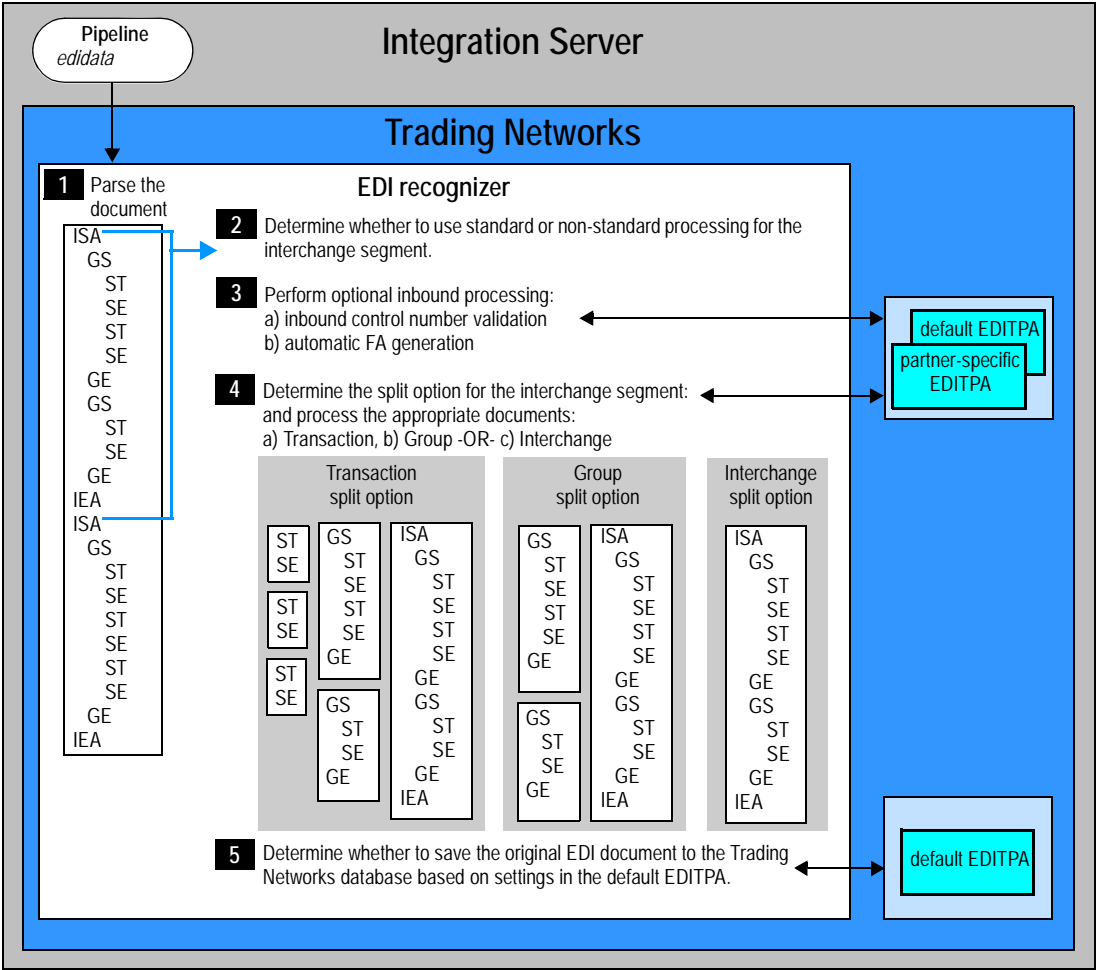 Pipeline
edidata
Integration Server
Trading Networks
EDI recognizer
1 Parse the
document
ISA
GS
ST
SE
ST
SE
GE
GS
ST
SE
GE
IEA
ISA
GS
ST
SE
ST
SE
ST
SE
GE
IEA
2 Determine whether to use standard or non-standard processing for the
interchange segment.
3 Perform optional inbound processing:
a) inbound control number validation
b) automatic FA generation
default EDITPA
partner-specific
EDITPA
4 Determine the split option for the interchange segment:
and process the appropriate documents:
a) Transaction, b) Group -OR- c) Interchange
Transaction
split option
ST
SE
ST
SE
ST
SE
GS
ST
SE
ST
SE
GE
GS
ST
SE
GE
ISA
GS
ST
SE
ST
SE
GE
GS
ST
SE
GE
IEA
Group
split option
GS
ST
SE
ST
SE
GE
GS
ST
SE
GE
ISA
GS
ST
SE
ST
SE
GE
GS
ST
SE
GE
IEA
Interchange
split option
ISA
GS
ST
SE
ST
SE
GE
GS
ST
SE
GE
IEA
5 Determine whether to save the original EDI document to the Trading
Networks database based on settings in the default EDITPA.
default EDITPA